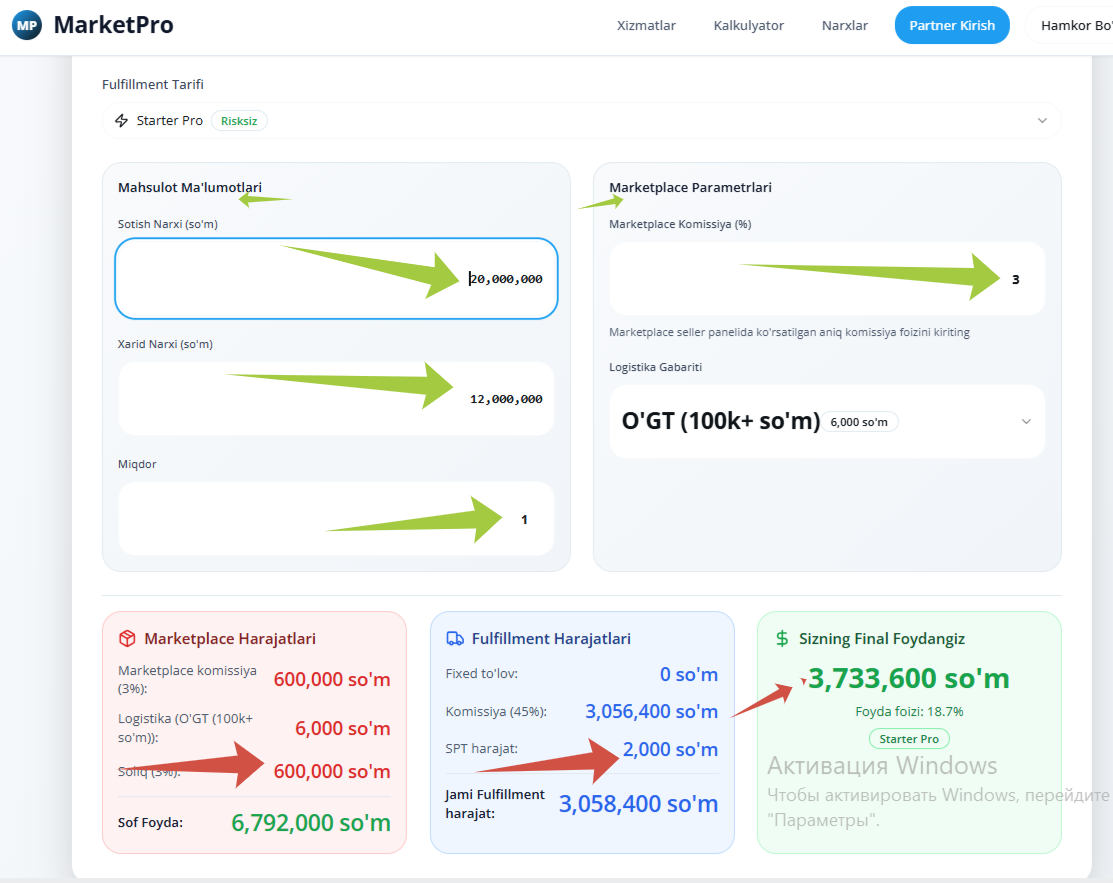 MP MarketPro Xizmatlar Kalkulyator Narxlar Partner Kirish Hamkor Bo'
Fulfillment Tarifi
Starter Pro Risksiz
Mahsulot Ma'lumotlari
Sotish Narxi (so'm)
20,000,000
Xarid Narxi (so'm)
12,000,000
Miqdor
1
Marketplace Parametrlari
Marketplace Komissiya (%)
3
Marketplace seller panelida ko'rsatilgan aniq komissiya foizini kiriting
Logistika Gabariti
O'GT (100k+ so'm) 6,000 so'm
Marketplace Harajatlari
Marketplace komissiya
(3%): 600,000 so'm
Logistika (O'GT (100k+
so'm)): 6,000 so'm
Soliq (3%): 600,000 so'm
Sof Foyda: 6,792,000 so'm
Fulfillment Harajatlari
Fixed to'lov: 0 so'm
Komissiya (45%): 3,056,400 so'm
SPT harajat: 2,000 so'm
Jami Fulfillment
harajat: 3,058,400 so'm
Sizning Final Foydangiz
3,733,600 so'm
Foyda foizi: 18.7%
Starter Pro
Активация Windows
Чтобы активировать Windows, перейдите
"Параметры".